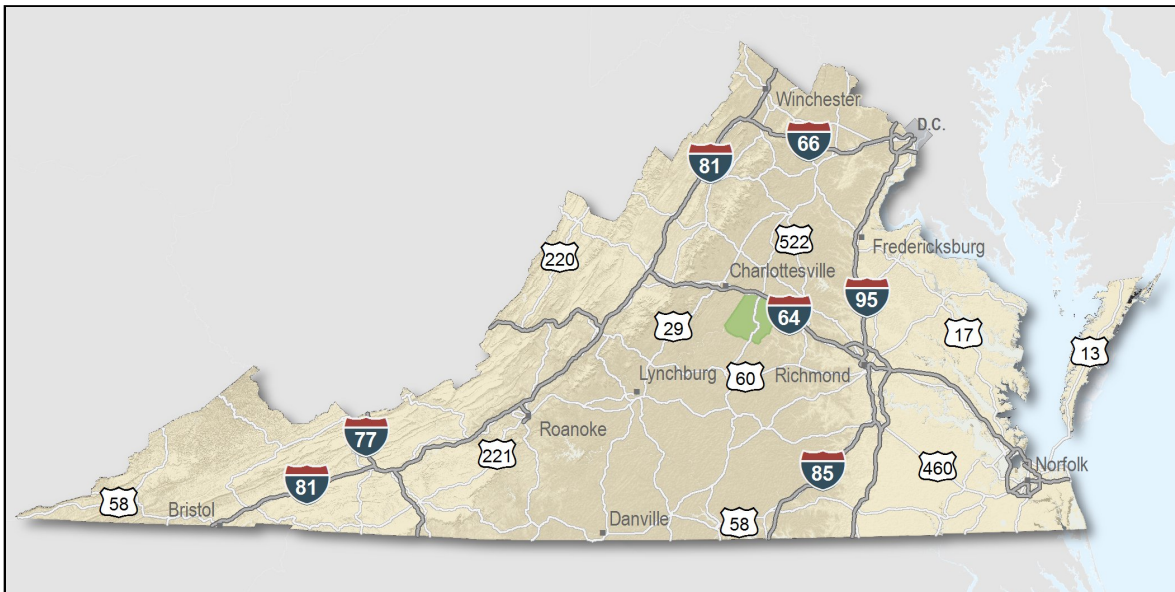 Winchester
D.C.
66
81
522
220
Fredericksburg
Charlottesville
95
64
29
17
13
Lynchburg
60
Richmond
77
Roanoke
221
85
460
Norfolk
81
58
Bristol
Danville
58